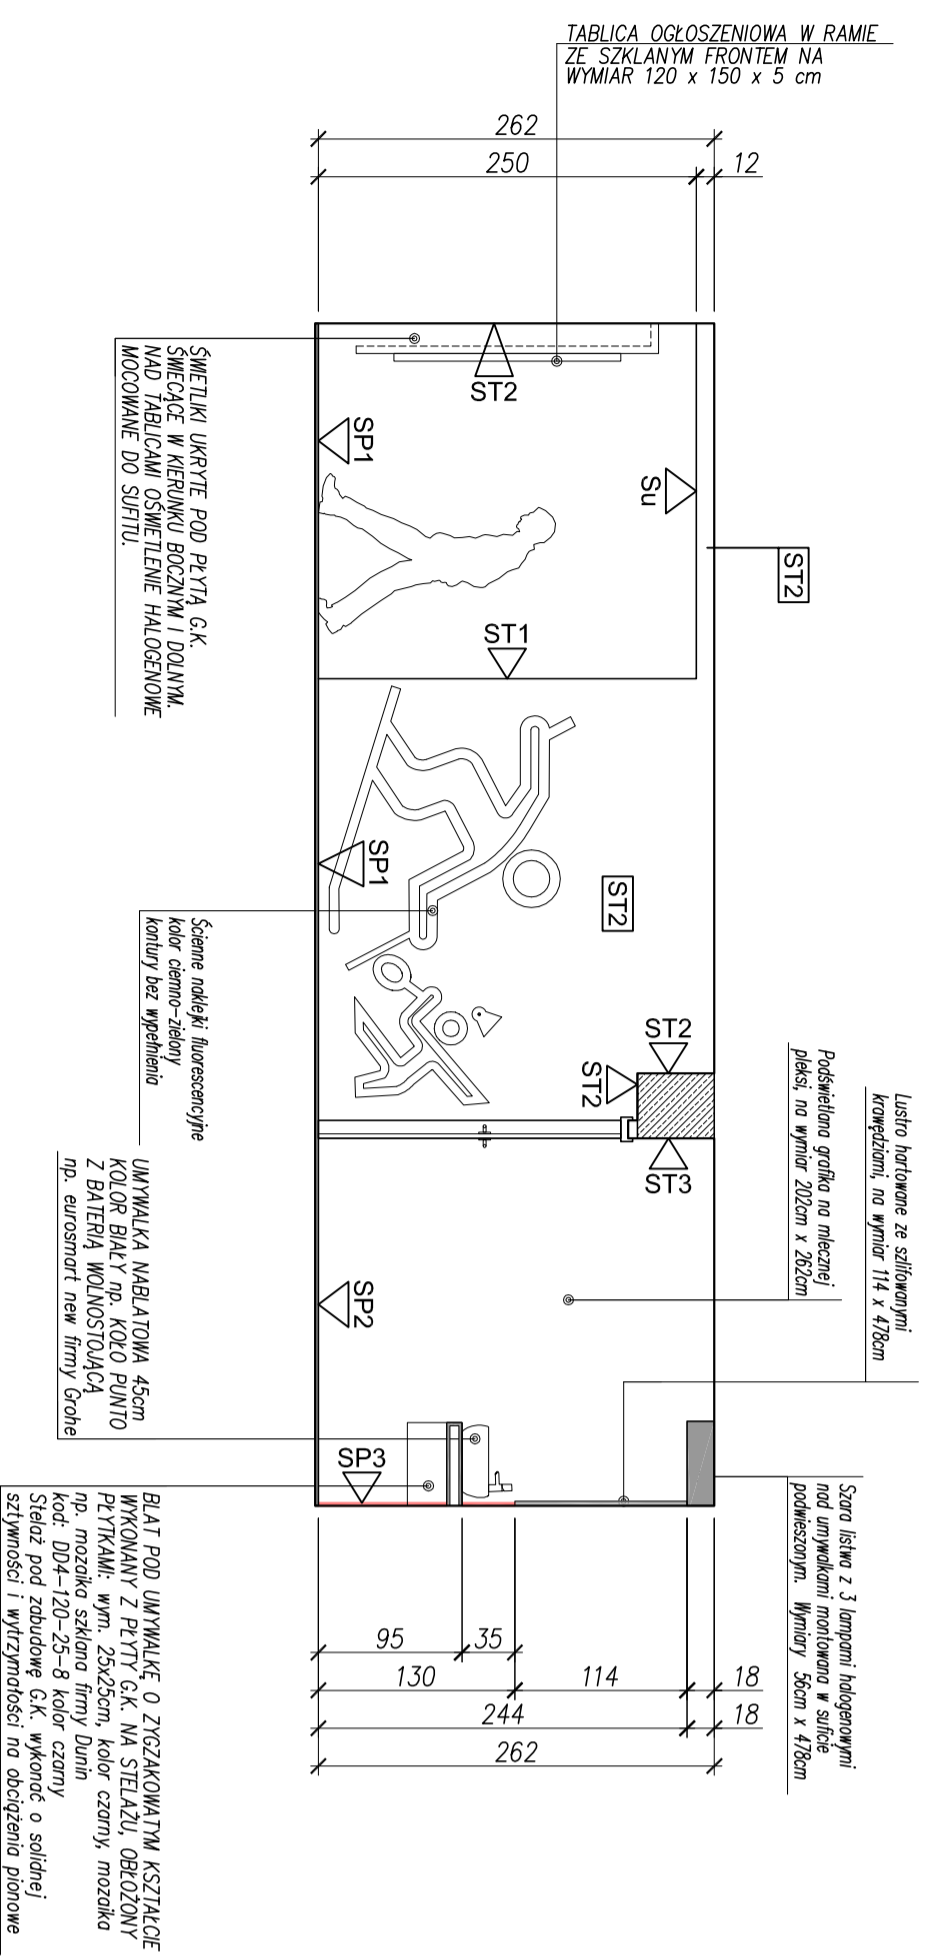 TABLICA OGŁOSZENIOWA W RAMIE
ZE SZKLANYM FRONTEM NA
WYMIAR 120 x 150 x 5 cm
262
250
12
ST2
SP1
Su
ST2
ST1
ŚWIETLIKI UKRYTE POD PŁYTĄ G.K.
ŚWIECĄCE W KIERUNKU BOCZNYM I DOLNYM.
NAD TABLICAMI OŚWIETLENIE HALOGENOWE
MOCOWANE DO SUFITU.
SP1
ST2
Ścienne naklejki fluorescencyjne
kolor ciemno-zielony
kontury bez wypełnienia
ST2
ST2
ST3
Podświetlana grafika na mlecznej
pleksi, na wymiar 202cm x 262cm
Lustro hartowane ze szlifowanymi
krawędziami, na wymiar 114 x 478cm
SP2
UMYWALKA NABLATOWA 45cm
KOLOR BIAŁY np. KOŁO PUNTO
Z BATERIĄ WOLNOSTOJĄCĄ
np. eurosmart new firmy Grohe
SP3
Szara listwa z 3 lampami halogenowymi
nad umywalkami montowana w suficie
podwieszonym. Wymiary 56cm x 478cm
BLAT POD UMYWALKĘ O ZYGZAKOWATYM KSZTAŁCIE
WYKONANY Z PŁYTY G.K. NA STELAŻU, OBŁOŻONY
PŁYTKAMI: wym. 25x25cm, kolor czarny, mozaika
np. mozaika szklana firmy Dunin
kod: DD4-120-25-8 kolor czarny
Stelaż pod zabudowę G.K. wykonać o solidnej
sztywności i wytrzymałości na obciążenia pionowe
95
35
130
114
18
244
18
262